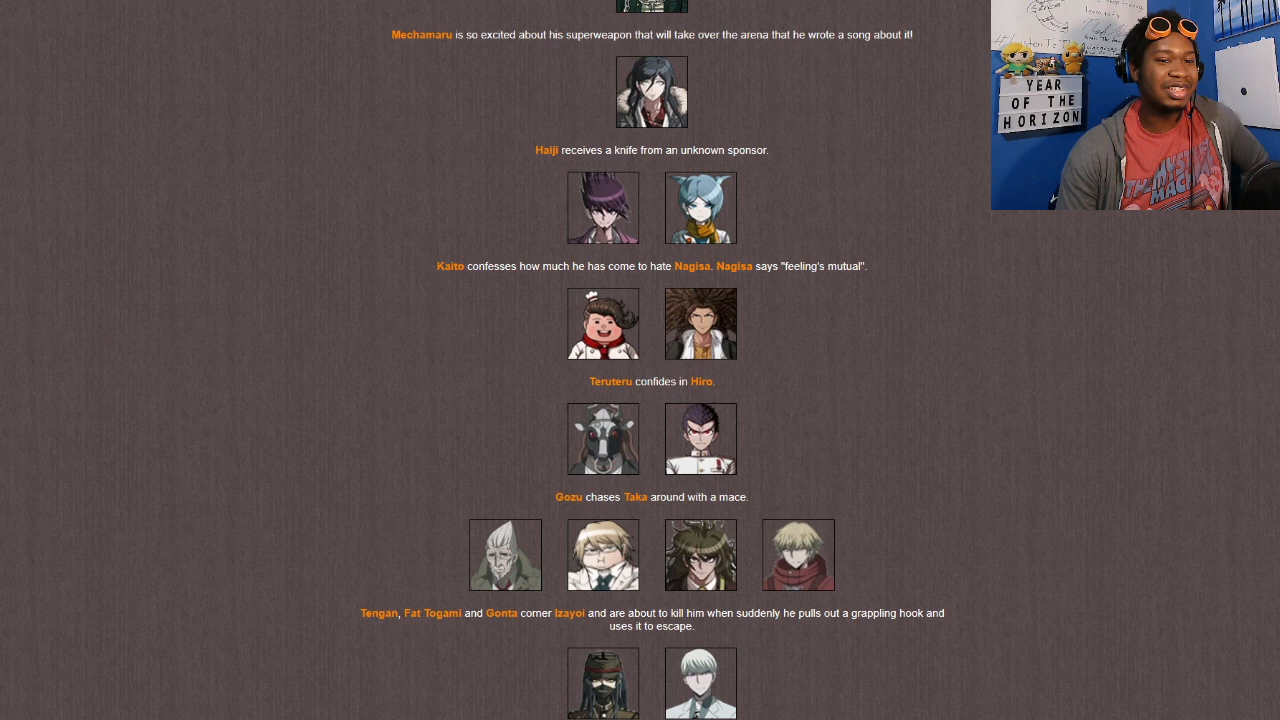 Mechamaru is so excited about his superweapon that will take over the arena that he wrote a song about it!
Haiji receives a knife from an unknown sponsor.
Kaito confesses how much he has come to hate Nagisa. Nagisa says "feeling's mutual".
Teruteru confides in Hiro.
Gozu chases Taka around with a mace.
Tengan, Fat Togami and Gonta corner Izayoi and are about to kill him when suddenly he pulls out a grappling hook and
uses it to escape.
YEAR
OF THE
HORIZON
THE MYSTE
MACHI